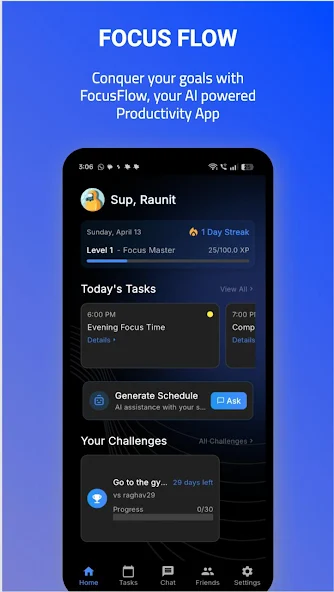 FOCUS FLOW
Conquer your goals with
FocusFlow, your AI powered
Productivity App
3:06
Sup, Raunit
Sunday, April 13
1 Day Streak
Level 1 - Focus Master
25/100.0 XP
Today's Tasks
View All >
6:00 PM
Evening Focus Time
Details
7:00 P
Comp
Details
Generate Schedule
AI assistance with your s...
Ask
Your Challenges
All Challenges >
Go to the gy...
29 days left
vs raghav29
Progress
0/30
Home
Tasks
Chat
Friends
Settings